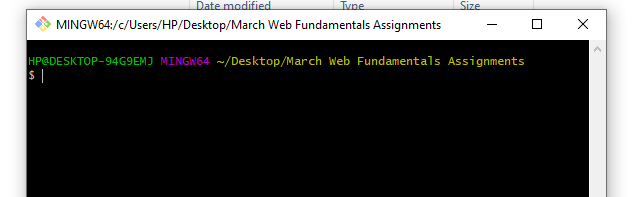 Date modified Type Size
MINGW64:/c/Users/HP/Desktop/March Web Fundamentals Assignments
HP@DESKTOP-94G9EMJ MINGW64 ~/Desktop/March Web Fundamentals Assignments
$